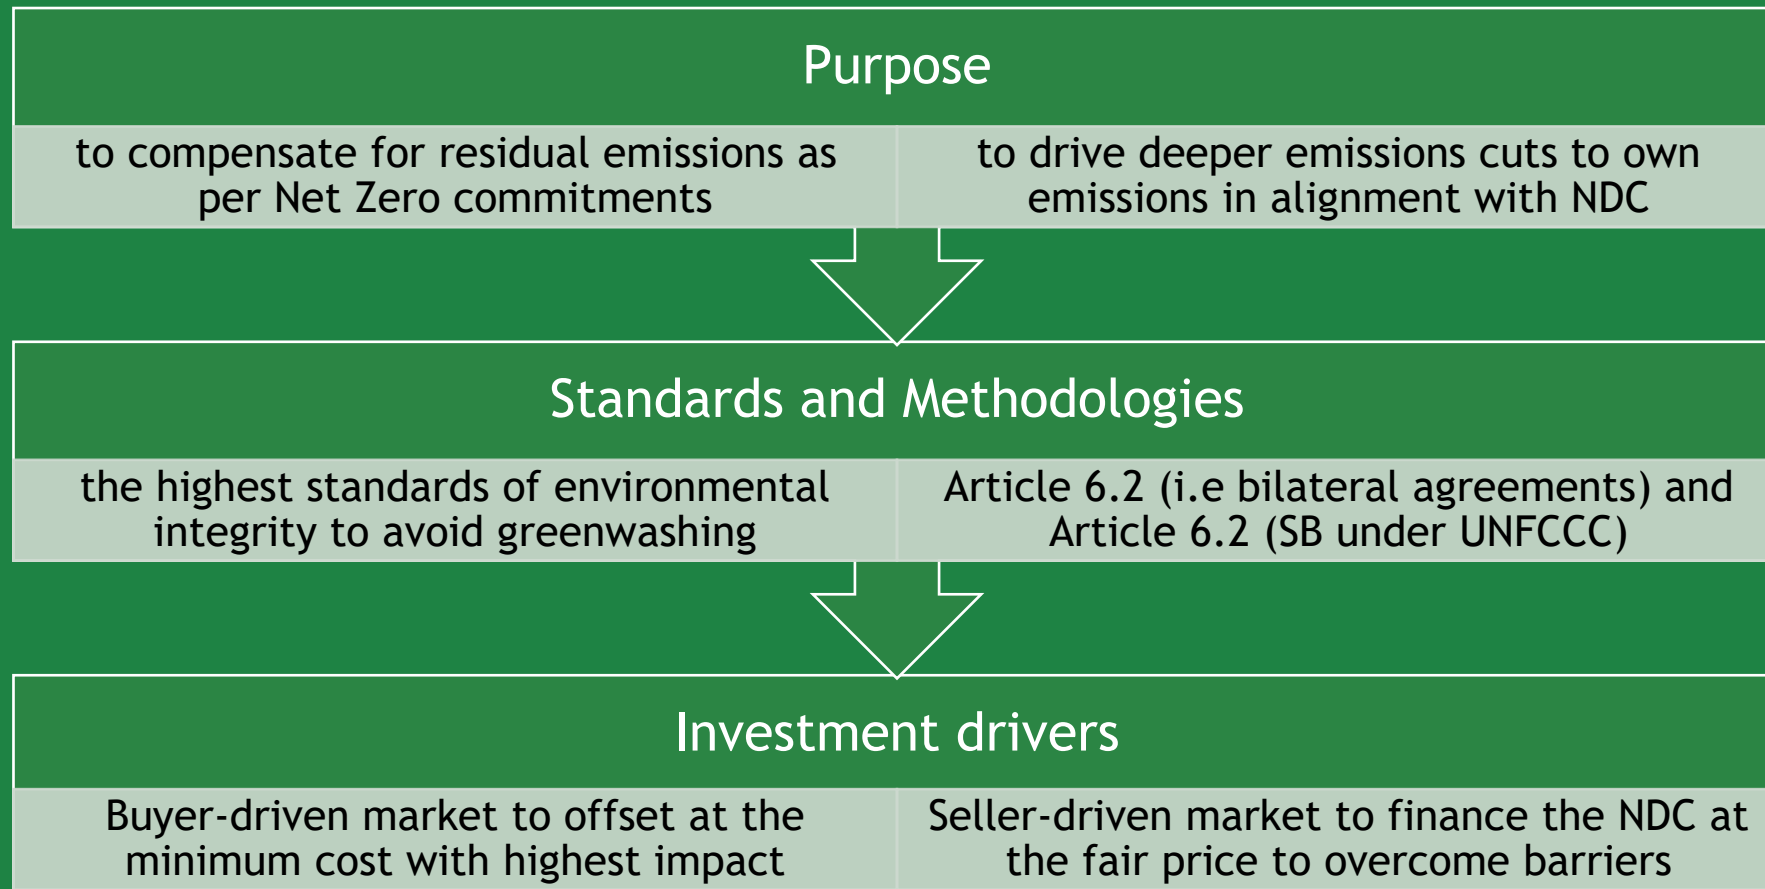 Purpose
to compensate for residual emissions as
per Net Zero commitments
to drive deeper emissions cuts to own
emissions in alignment with NDC
Standards and Methodologies
the highest standards of environmental
integrity to avoid greenwashing
Article 6.2 (i.e bilateral agreements) and
Article 6.2 (SB under UNFCCC)
Investment drivers
Buyer-driven market to offset at the
minimum cost with highest impact
Seller-driven market to finance the NDC at
the fair price to overcome barriers